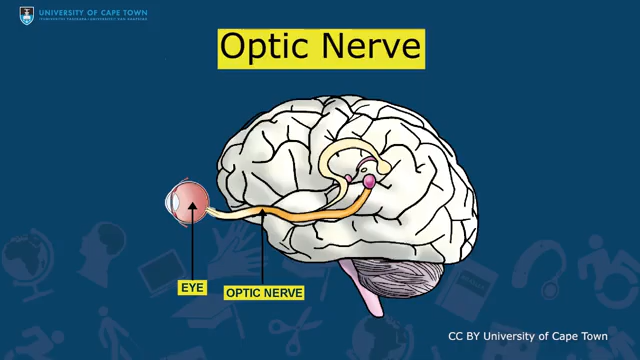 UNIVERSITY OF CAPE TOWN
Optic Nerve
EYE
OPTIC NERVE
CC BY University of Cape Town